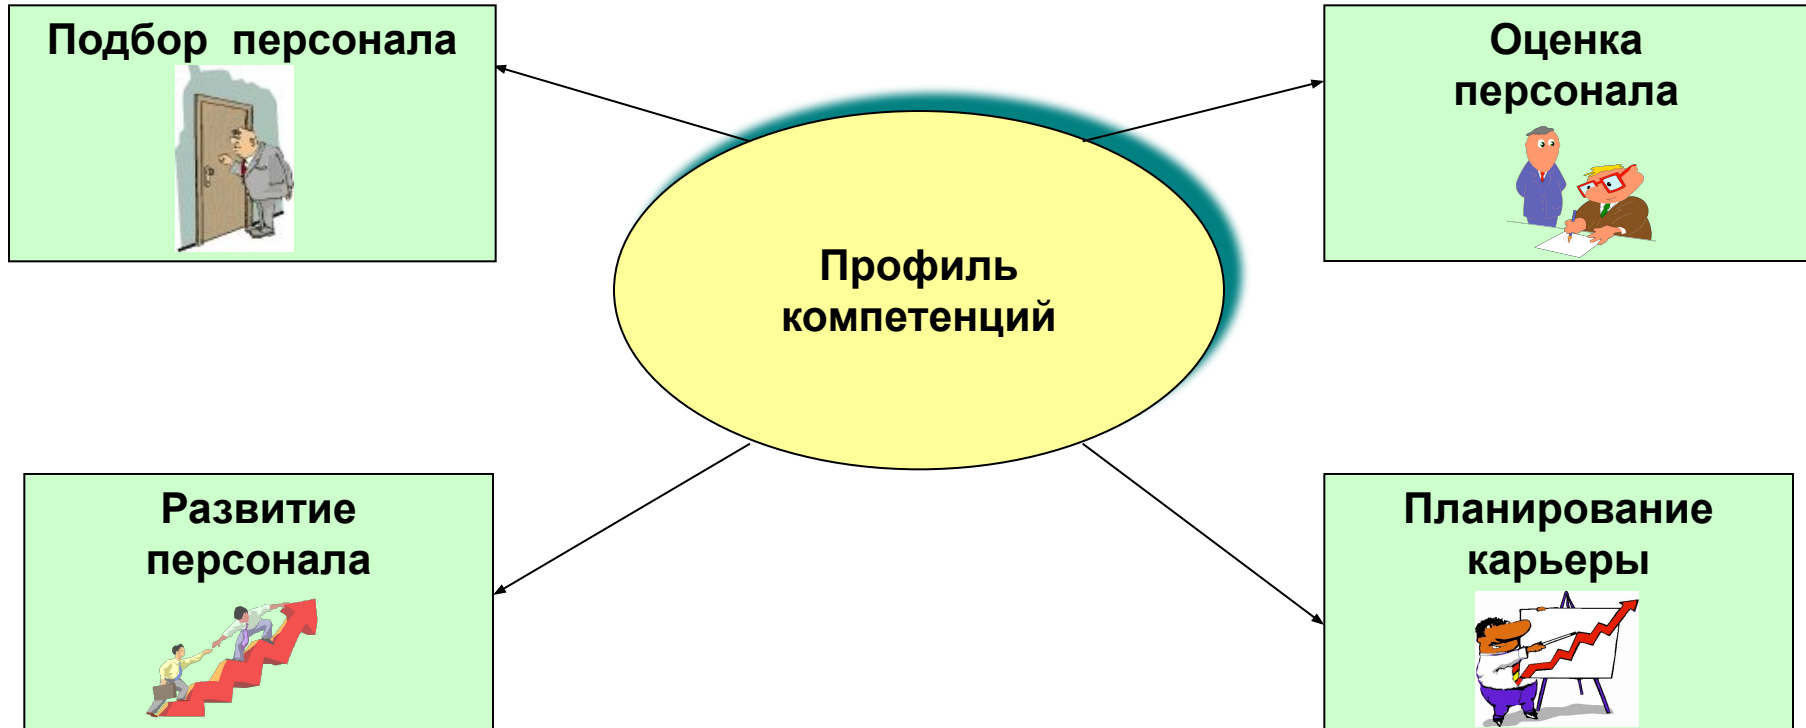 Подбор персонала
Оценка
персонала
Профиль
компетенций
Развитие
персонала
Планирование
карьеры